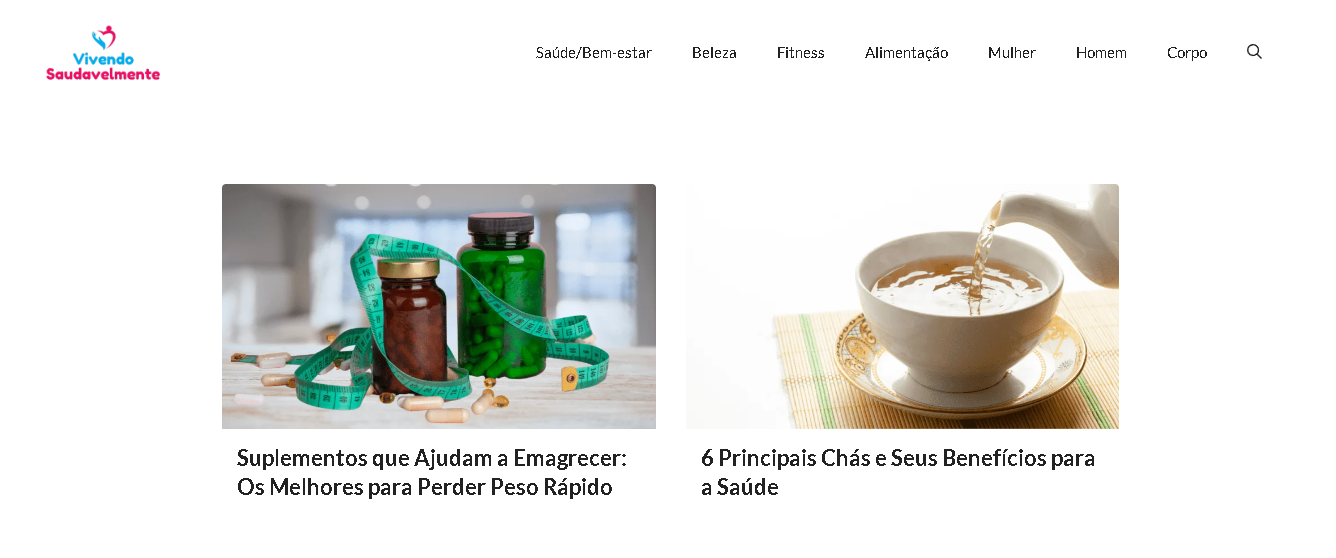 Vivendo
Saudavelmente
Saúde/Bem-estar
Beleza
Fitness
Alimentação
Mulher
Homem
Corpo
Suplementos que Ajudam a Emagrecer:
Os Melhores para Perder Peso Rápido
6 Principais Chás e Seus Benefícios para
a Saúde